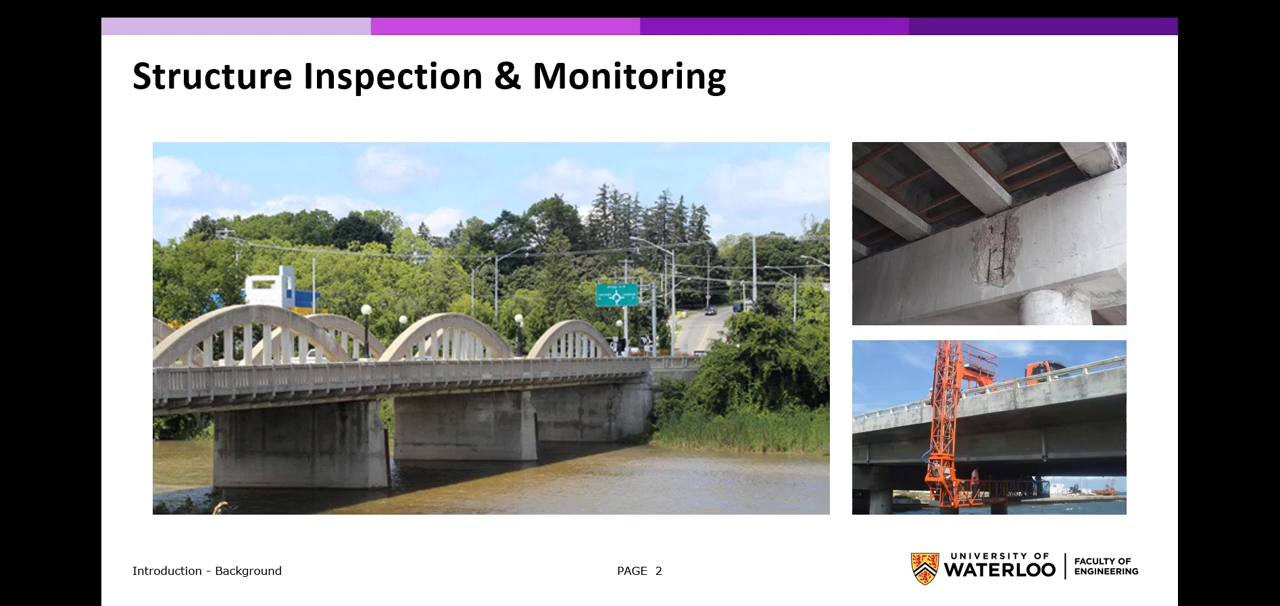 Structure Inspection & Monitoring
Introduction - Background
PAGE 2
UNIVERSITY OF
WATERLOO
FACULTY OF
ENGINEERING